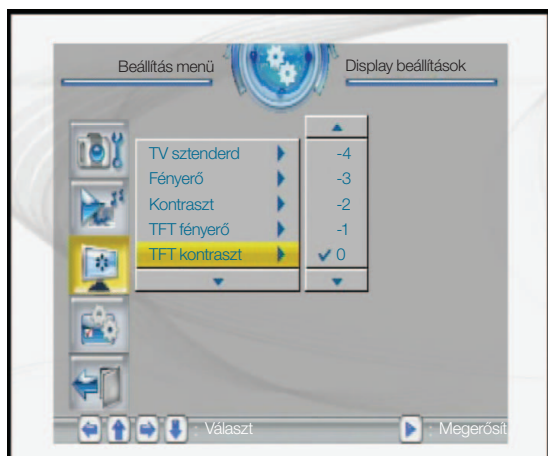 Beállítás menü
Display beállítások
TV sztenderd -4
Fényerő -3
Kontraszt -2
TFT fényerő -1
TFT kontraszt ✓ 0
: Választ
: Megerősít